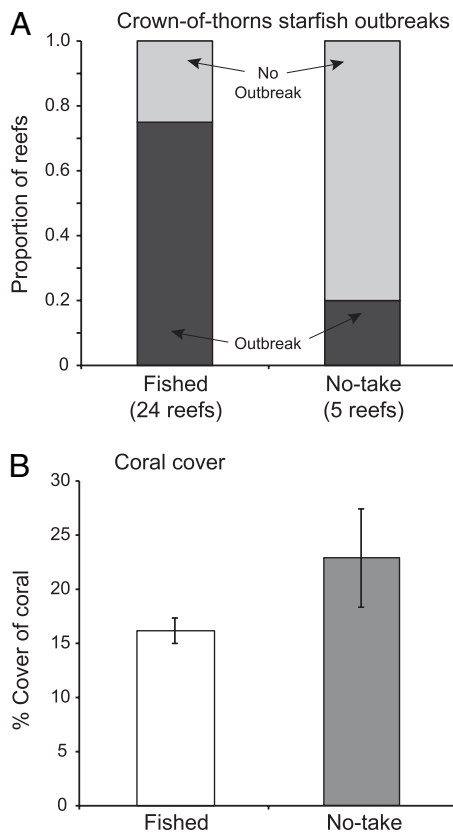 A
Crown-of-thorns starfish outbreaks
1.0
0.8
0.6
0.4
0.2
0
Proportion of reefs
No
Outbreak
Outbreak
Fished
(24 reefs)
No-take
(5 reefs)
B
Coral cover
30
25
20
15
10
5
0
% Cover of coral
Fished
No-take